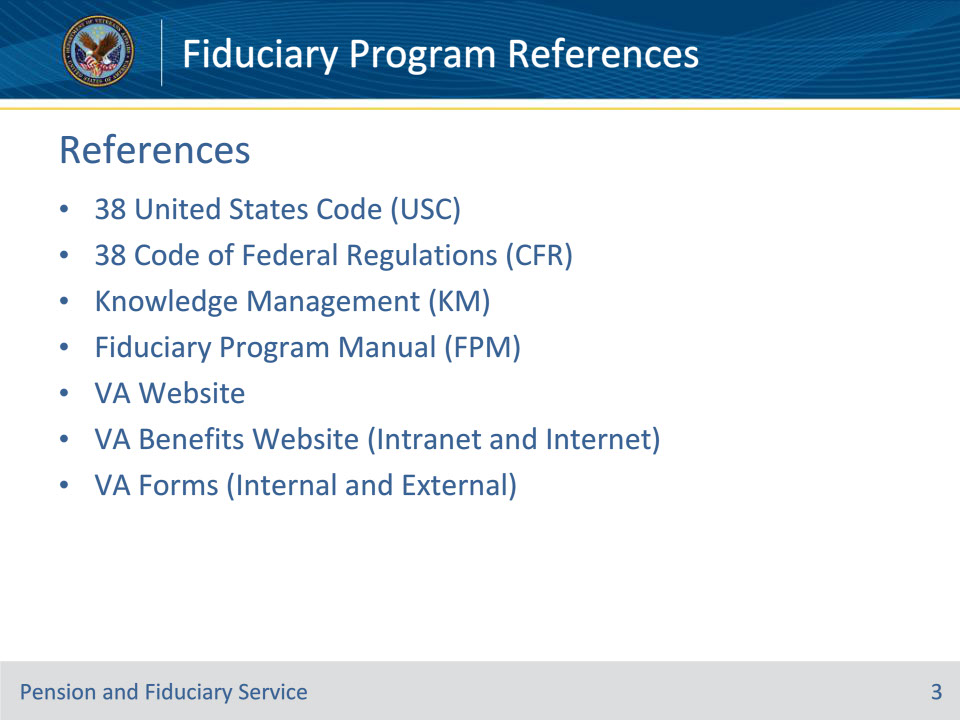 Fiduciary Program References
References
• 38 United States Code (USC)
• 38 Code of Federal Regulations (CFR)
• Knowledge Management (KM)
• Fiduciary Program Manual (FPM)
• VA Website
• VA Benefits Website (Intranet and Internet)
• VA Forms (Internal and External)
Pension and Fiduciary Service
3